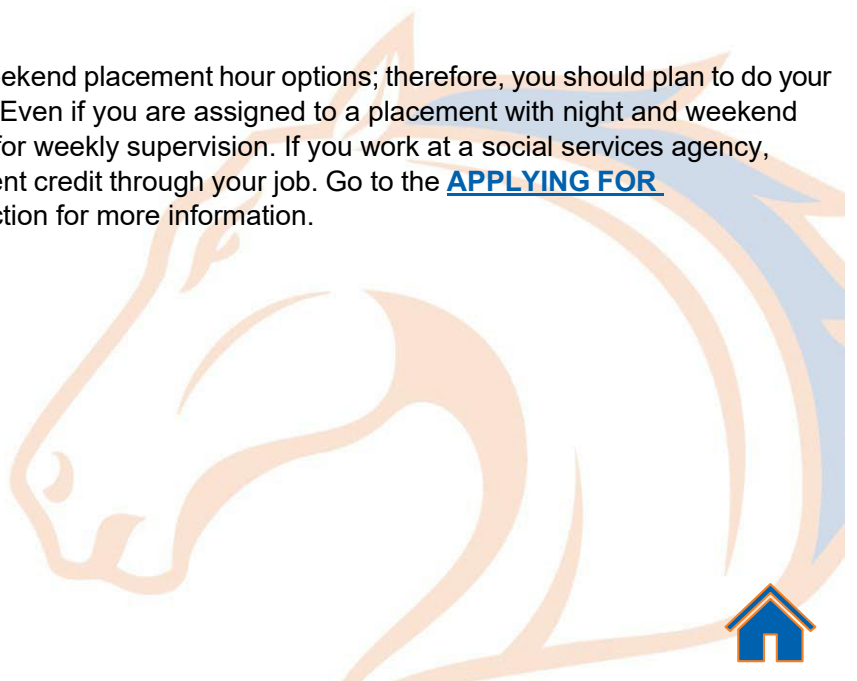 ekend placement hour options; therefore, you should plan to do your
Even if you are assigned to a placement with night and weekend
for weekly supervision. If you work at a social services agency,
ent credit through your job. Go to the APPLYING FOR
ction for more information.